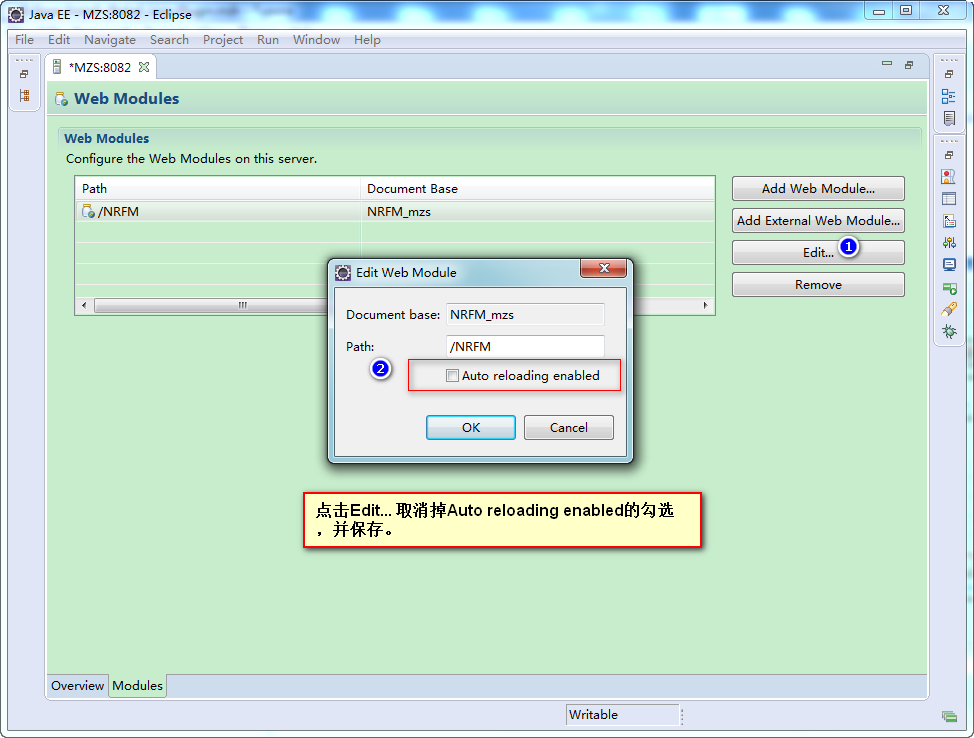 Java EE - MZS:8082 - Eclipse
File Edit Navigate Search Project Run Window Help
*MZS:8082
Web Modules
Web Modules
Configure the Web Modules on this server.
Path Document Base
/NRFM NRFM_mzs
Add Web Module...
Add External Web Module...
Edit... 1
Remove
Edit Web Module
Document base: NRFM_mzs
Path: /NRFM
2 Auto reloading enabled
OK Cancel
点击Edit... 取消掉Auto reloading enabled的勾选
，并保存。
Overview Modules
Writable